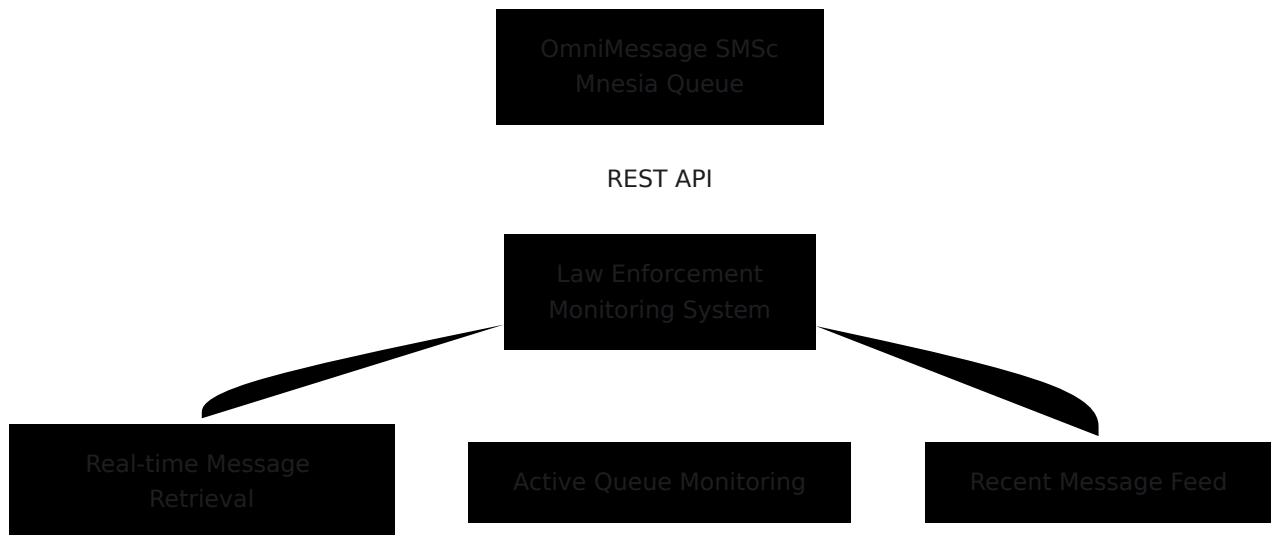 OmniMessage SMSc
Mnesia Queue
REST API
Law Enforcement
Monitoring System
Real-time Message
Retrieval
Active Queue Monitoring
Recent Message Feed